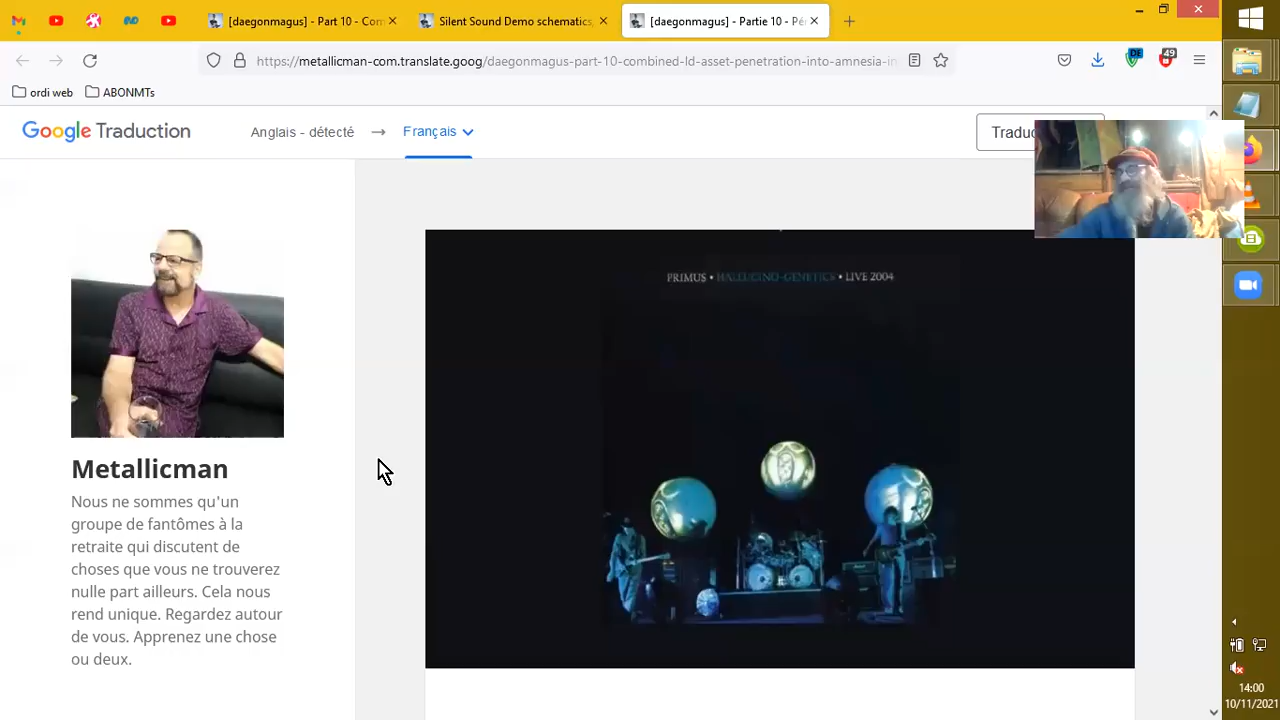 [daegonmagus] - Part 10 - Com
Silent Sound Demo schematics,
[daegonmagus] - Partie 10 - Pé
https://metallicman-com.translate.goog/daegonmagus-part-10-combined-ld-asset-penetration-into-amnesia-in
DE
49
ordi web
ABONMTs
Google Traduction
Anglais - détecté
Français
Traduc
PRIMUS • HALLUCINO-GENETICS • LIVE 2004
Metallicman
Nous ne sommes qu'un
groupe de fantômes à la
retraite qui discutent de
choses que vous ne trouverez
nulle part ailleurs. Cela nous
rend unique. Regardez autour
de vous. Apprenez une chose
ou deux.
14:00
10/11/2021